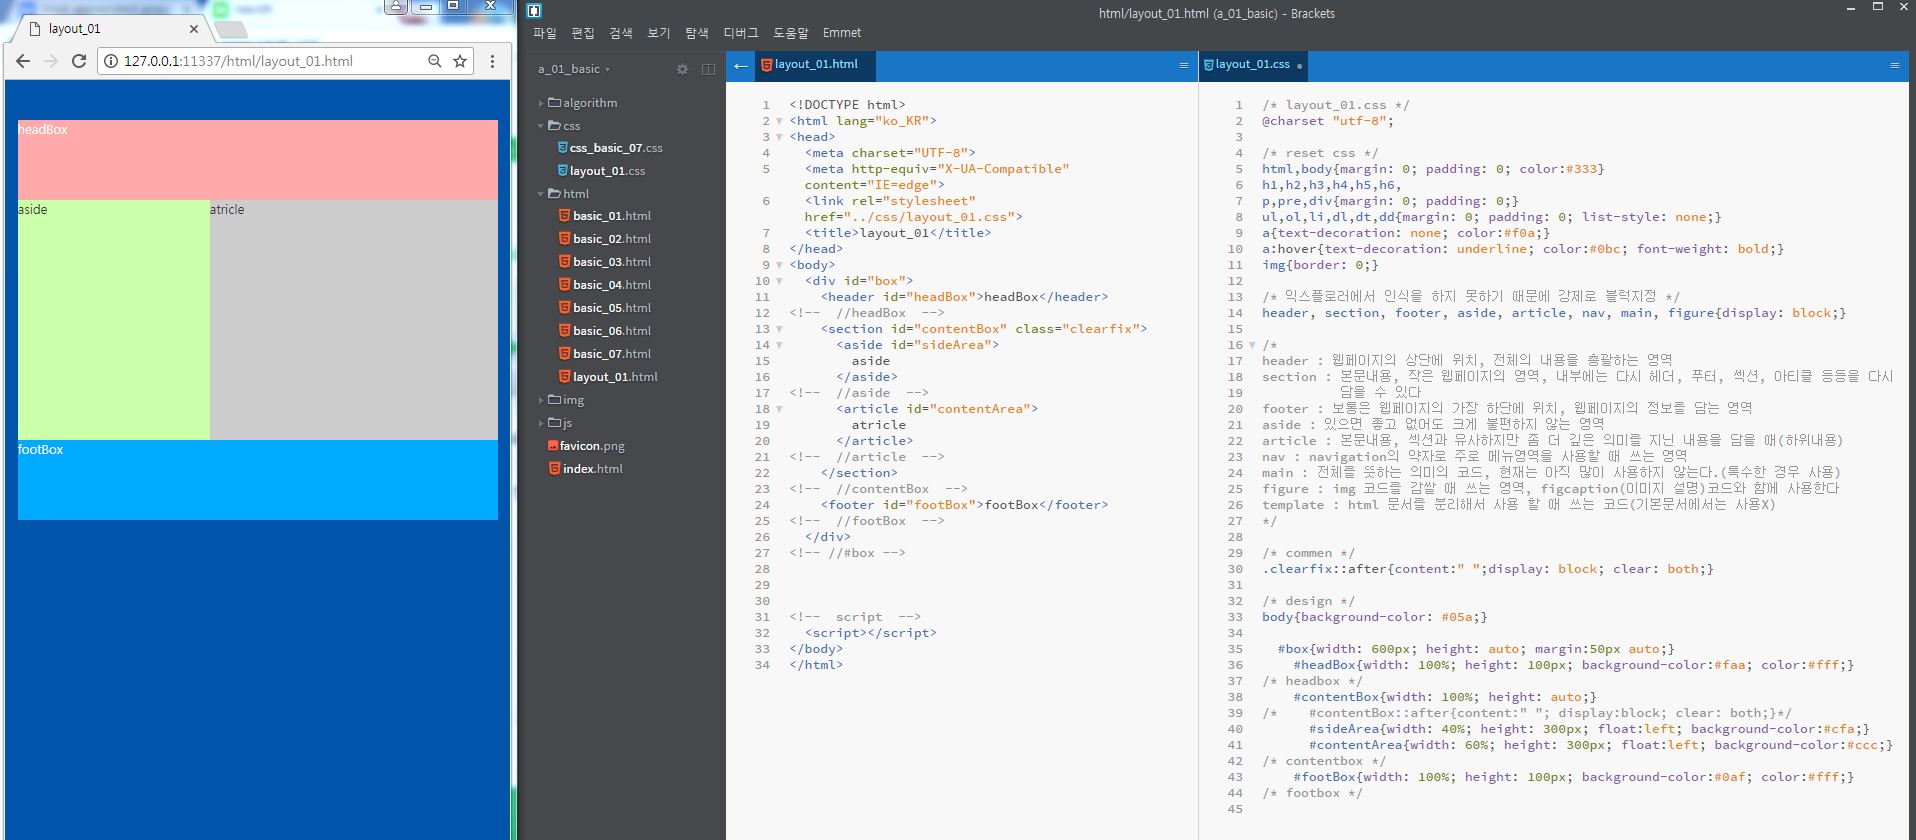 layout_01
127.0.0.1:11337/html/layout_01.html
headBox
aside
atricle
footBox
html/layout_01.html (a_01_basic) - Brackets
파일 편집 검색 보기 탐색 디버그 도움말 Emmet
a_01_basic
algorithm
css
css_basic_07.css
layout_01.css
html
basic_01.html
basic_02.html
basic_03.html
basic_04.html
basic_05.html
basic_06.html
basic_07.html
layout_01.html
img
js
favicon.png
index.html
layout_01.html
1 <!DOCTYPE html>
2 <html lang="ko_KR">
3 <head>
4 <meta charset="UTF-8">
5 <meta http-equiv="X-UA-Compatible"
content="IE=edge">
6 <link rel="stylesheet"
href="../css/layout_01.css">
7 <title>layout_01</title>
8 </head>
9 <body>
10 <div id="box">
11 <header id="headBox">headBox</header>
12 <!-- //headBox -->
13 <section id="contentBox" class="clearfix">
14 <aside id="sideArea">
15 aside
16 </aside>
17 <!-- //aside -->
18 <article id="contentArea">
19 atricle
20 </article>
21 <!-- //article -->
22 </section>
23 <!-- //contentBox -->
24 <footer id="footBox">footBox</footer>
25 <!-- //footBox -->
26 </div>
27 <!-- //#box -->
28
29
30
31 <!-- script -->
32 <script></script>
33 </body>
34 </html>
layout_01.css
1 /* layout_01.css */
2 @charset "utf-8";
3
4 /* reset css */
5 html,body{margin: 0; padding: 0; color:#333}
6 h1,h2,h3,h4,h5,h6,
7 p,pre,div{margin: 0; padding: 0;}
8 ul,ol,li,dl,dt,dd{margin: 0; padding: 0; list-style: none;}
9 a{text-decoration: none; color:#f0a;}
10 a:hover{text-decoration: underline; color:#0bc; font-weight: bold;}
11 img{border: 0;}
12
13 /* 익스플로러에서 인식을 하지 못하기 때문에 강제로 블럭지정 */
14 header, section, footer, aside, article, nav, main, figure{display: block;}
15
16 /*
17 header : 웹페이지의 상단에 위치, 전체의 내용을 총괄하는 영역
18 section : 본문내용, 작은 웹페이지의 영역, 내부에는 다시 헤더, 푸터, 섹션, 아티클 등등을 다시
19 담을 수 있다
20 footer : 보통은 웹페이지의 가장 하단에 위치, 웹페이지의 정보를 담는 영역
21 aside : 있으면 좋고 없어도 크게 불편하지 않는 영역
22 article : 본문내용, 섹션과 유사하지만 좀 더 깊은 의미를 지닌 내용을 담을 때(하위내용)
23 nav : navigation의 약자로 주로 메뉴영역을 사용할 때 쓰는 영역
24 main : 전체를 뜻하는 의미의 코드, 현재는 아직 많이 사용하지 않는다.(특수한 경우 사용)
25 figure : img 코드를 감쌀 때 쓰는 영역, figcaption(이미지 설명)코드와 함께 사용한다
26 template : html 문서를 분리해서 사용 할 때 쓰는 코드(기본문서에서는 사용X)
27 */
28
29 /* commen */
30 .clearfix::after{content:" ";display: block; clear: both;}
31
32 /* design */
33 body{background-color: #05a;}
34
35 #box{width: 600px; height: auto; margin:50px auto;}
36 #headBox{width: 100%; height: 100px; background-color:#faa; color:#fff;}
37 /* headbox */
38 #contentBox{width: 100%; height: auto;}
39 /* #contentBox::after{content:" "; display:block; clear: both;}*/
40 #sideArea{width: 40%; height: 300px; float:left; background-color:#cfa;}
41 #contentArea{width: 60%; height: 300px; float:left; background-color:#ccc;}
42 /* contentbox */
43 #footBox{width: 100%; height: 100px; background-color:#0af; color:#fff;}
44 /* footbox */
45